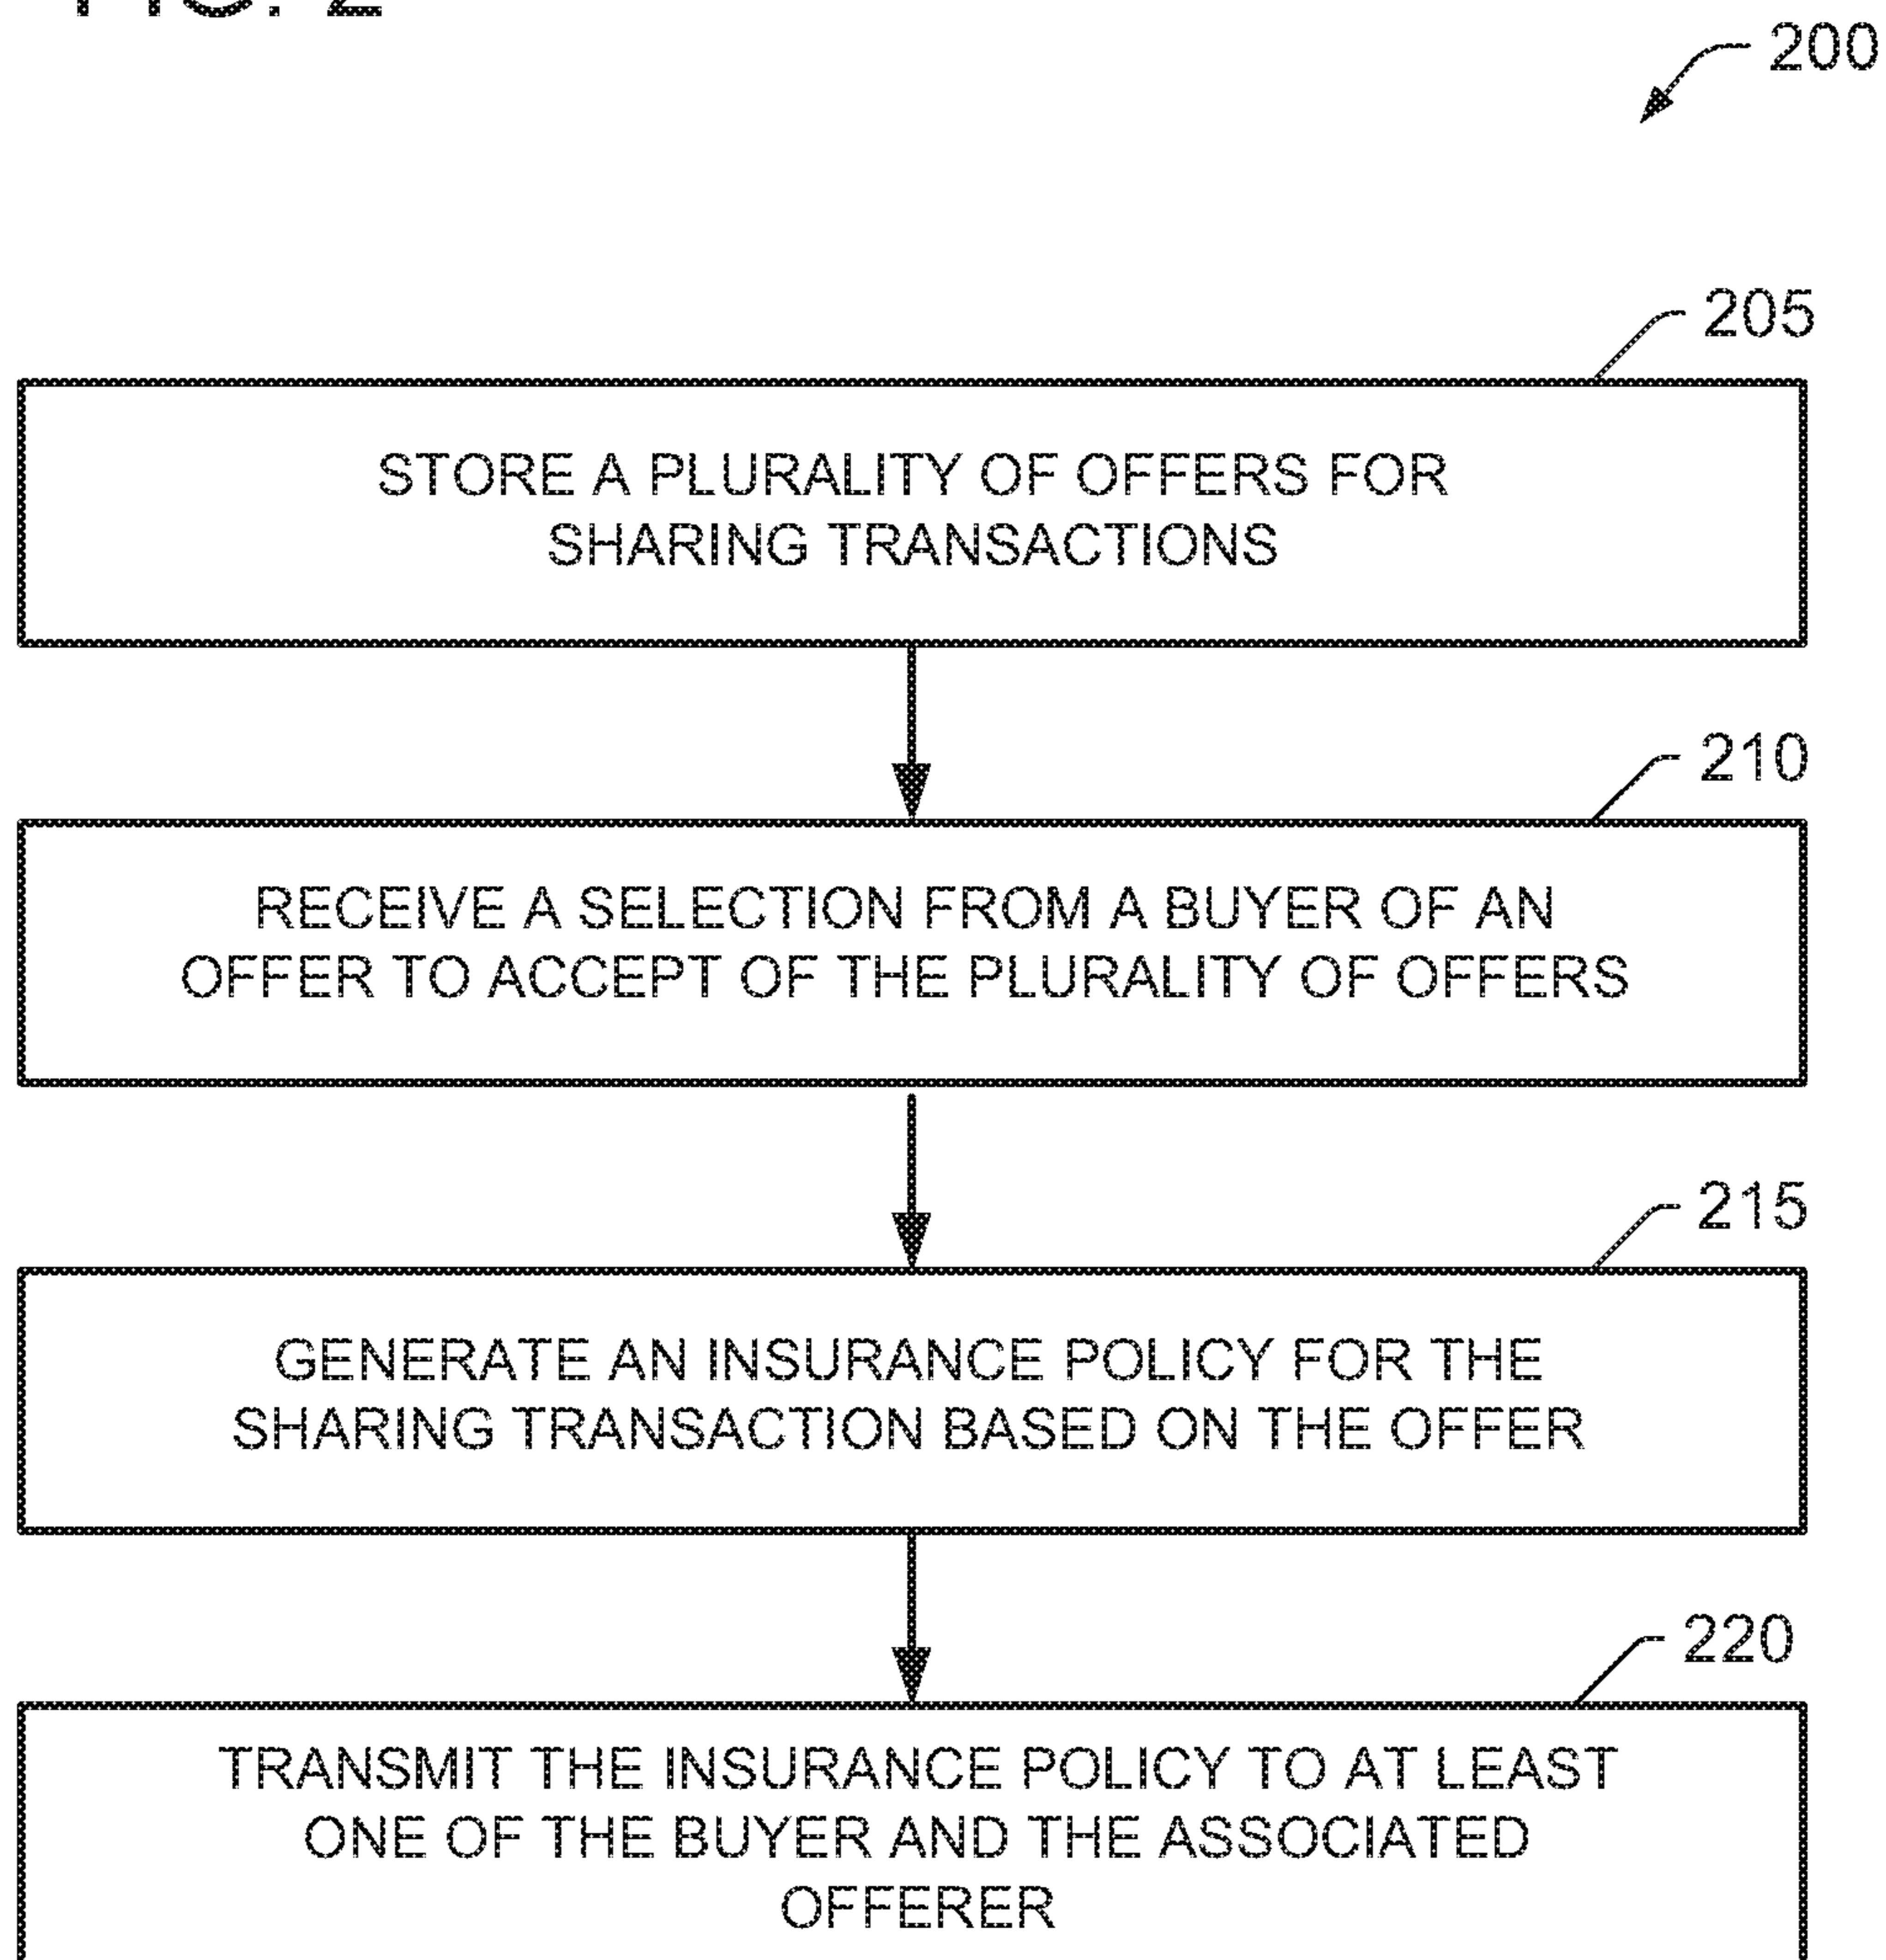 FIG. 2
200
205
STORE A PLURALITY OF OFFERS FOR
SHARING TRANSACTIONS
210
RECEIVE A SELECTION FROM A BUYER OF AN
OFFER TO ACCEPT OF THE PLURALITY OF OFFERS
215
GENERATE AN INSURANCE POLICY FOR THE
SHARING TRANSACTION BASED ON THE OFFER
220
TRANSMIT THE INSURANCE POLICY TO AT LEAST
ONE OF THE BUYER AND THE ASSOCIATED
OFFERER